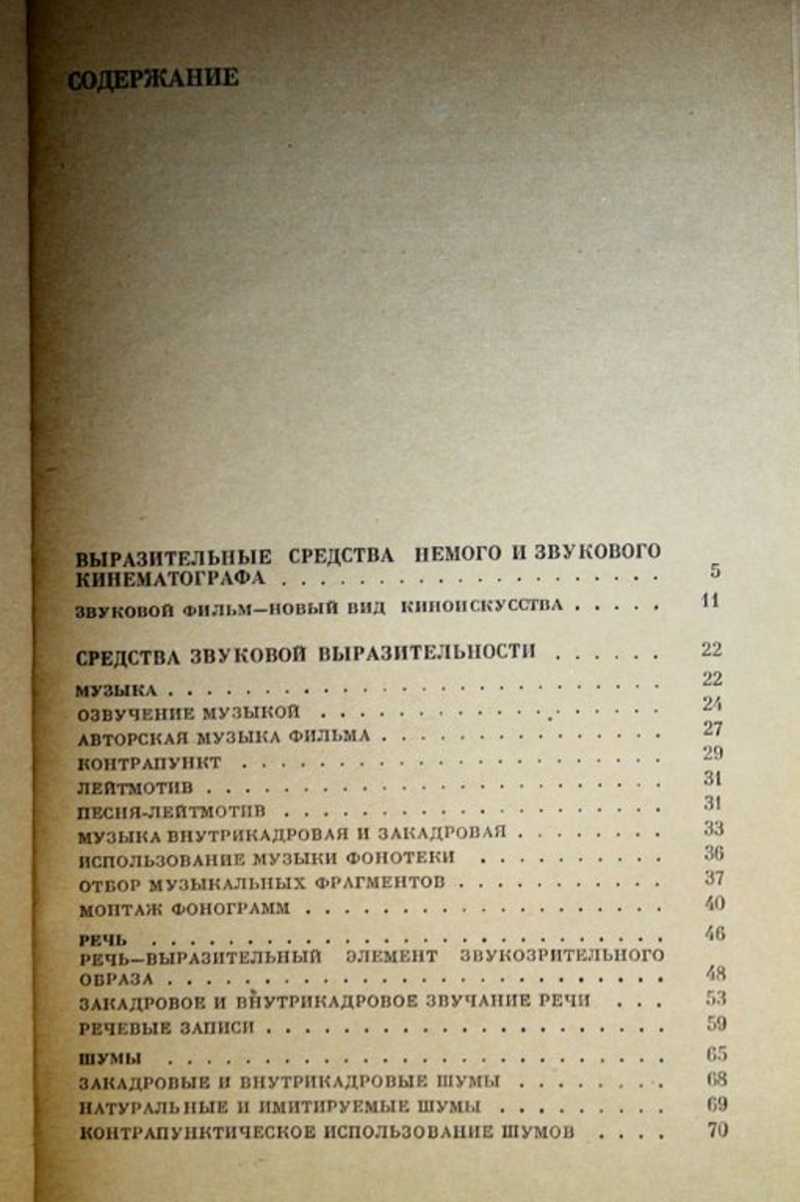 СОДЕРЖАНИЕ
ВЫРАЗИТЕЛЬНЫЕ СРЕДСТВА НЕМОГО И ЗВУКОВОГО
КИНЕМАТОГРАФА . . . . . . . . . . . . . . . . . . . . 5
ЗВУКОВОЙ ФИЛЬМ—НОВЫЙ ВИД КИНОИСКУССТВА . . . . . 11
СРЕДСТВА ЗВУКОВОЙ ВЫРАЗИТЕЛЬНОСТИ . . . . . . 22
МУЗЫКА . . . . . . . . . . . . . . . . . . . . . . . . . . 22
ОЗВУЧЕНИЕ МУЗЫКОЙ . . . . . . . . . . . . . . . . . . 24
АВТОРСКАЯ МУЗЫКА ФИЛЬМА . . . . . . . . . . . . . . . 27
КОНТРАПУНКТ . . . . . . . . . . . . . . . . . . . . . . 29
ЛЕЙТМОТИВ . . . . . . . . . . . . . . . . . . . . . . . . 31
ПЕСНЯ-ЛЕЙТМОТИВ . . . . . . . . . . . . . . . . . . . . 31
МУЗЫКА ВНУТРИКАДРОВАЯ И ЗАКАДРОВАЯ . . . . . . . . 33
ИСПОЛЬЗОВАНИЕ МУЗЫКИ ФОНОТЕКИ . . . . . . . . . . 36
ОТБОР МУЗЫКАЛЬНЫХ ФРАГМЕНТОВ . . . . . . . . . . . 37
МОНТАЖ ФОНОГРАММ . . . . . . . . . . . . . . . . . . . 40
РЕЧЬ . . . . . . . . . . . . . . . . . . . . . . . . . . . 46
РЕЧЬ—ВЫРАЗИТЕЛЬНЫЙ ЭЛЕМЕНТ ЗВУКОЗРИТЕЛЬНОГО
ОБРАЗА . . . . . . . . . . . . . . . . . . . . . . . . . . 48
ЗАКАДРОВОЕ И ВНУТРИКАДРОВОЕ ЗВУЧАНИЕ РЕЧИ . . . 53
РЕЧЕВЫЕ ЗАПИСИ . . . . . . . . . . . . . . . . . . . . . 59
ШУМЫ . . . . . . . . . . . . . . . . . . . . . . . . . . 65
ЗАКАДРОВЫЕ И ВНУТРИКАДРОВЫЕ ШУМЫ . . . . . . . . 68
НАТУРАЛЬНЫЕ И ИМИТИРУЕМЫЕ ШУМЫ . . . . . . . . . 69
КОНТРАПУНКТИЧЕСКОЕ ИСПОЛЬЗОВАНИЕ ШУМОВ . . . . 70